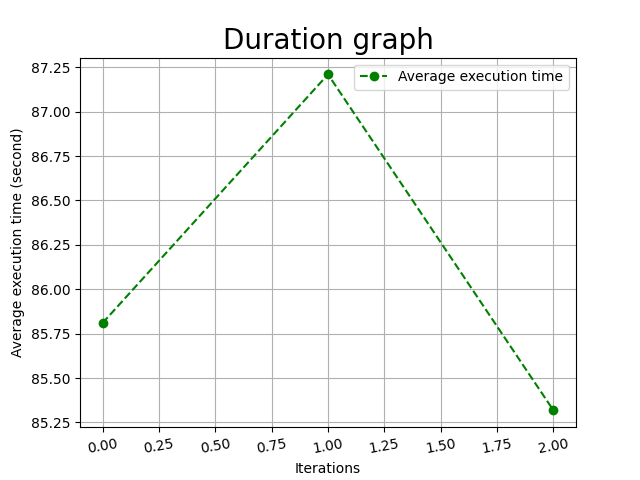 Duration graph
Average execution time
87.25
87.00
86.75
86.50
86.25
86.00
85.75
85.50
85.25
Average execution time (second)
0.00 0.25 0.50 0.75 1.00 1.25 1.50 1.75 2.00
Iterations